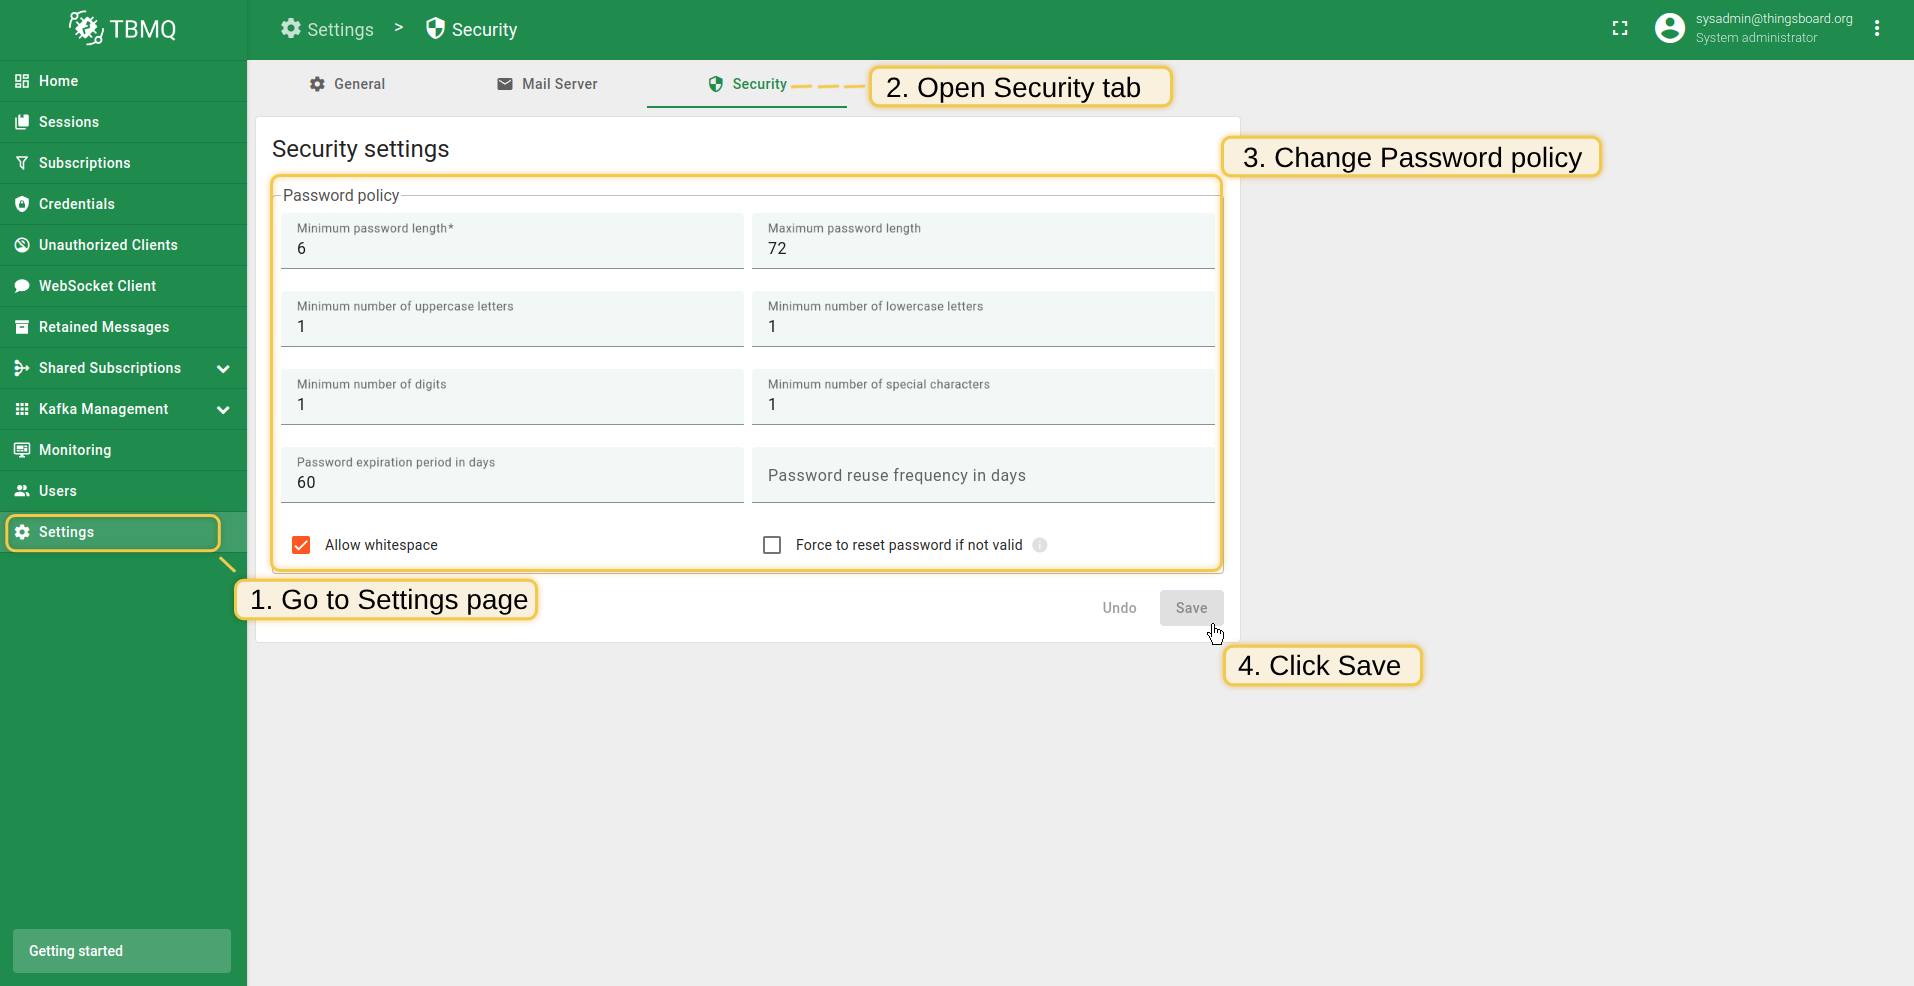 TBMQ
Settings > Security
sysadmin@thingsboard.org
System administrator
Home
Sessions
Subscriptions
Credentials
Unauthorized Clients
WebSocket Client
Retained Messages
Shared Subscriptions
Kafka Management
Monitoring
Users
Settings
Getting started
General
Mail Server
Security
2. Open Security tab
Security settings
3. Change Password policy
Password policy
Minimum password length*
6
Maximum password length
72
Minimum number of uppercase letters
1
Minimum number of lowercase letters
1
Minimum number of digits
1
Minimum number of special characters
1
Password expiration period in days
60
Password reuse frequency in days
Allow whitespace
Force to reset password if not valid
1. Go to Settings page
Undo
Save
4. Click Save